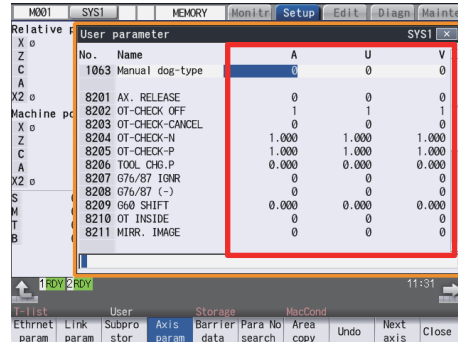 M001 SYS1 MEMORY Monitr Setup Edit Diagn Mainte
Relative
X ø
Z
C
A
X2 ø
Machine
X ø
Z
C
A
X2 ø
S
M
T
B
User parameter SYS1 ×
No. Name A U V
1063 Manual dog-type 0 0 0
8201 AX. RELEASE 0 0 0
8202 OT-CHECK OFF 1 1 1
8203 OT-CHECK-CANCEL 0 0 0
8204 OT-CHECK-N 1.000 1.000 1.000
8205 OT-CHECK-P 1.000 1.000 1.000
8206 TOOL CHG.P 0.000 0.000 0.000
8207 G76/87 IGNR 0 0 0
8208 G76/87 (-) 0 0 0
8209 G60 SHIFT 0.000 0.000 0.000
8210 OT INSIDE 0 0 0
8211 MIRR. IMAGE 0 0 0
1 RDY 2 RDY 11:31
T-list User Storage MacCond
Ethrnet param Link param Subpro stor Axis param Barrier data Para No search Area copy Undo Next axis Close